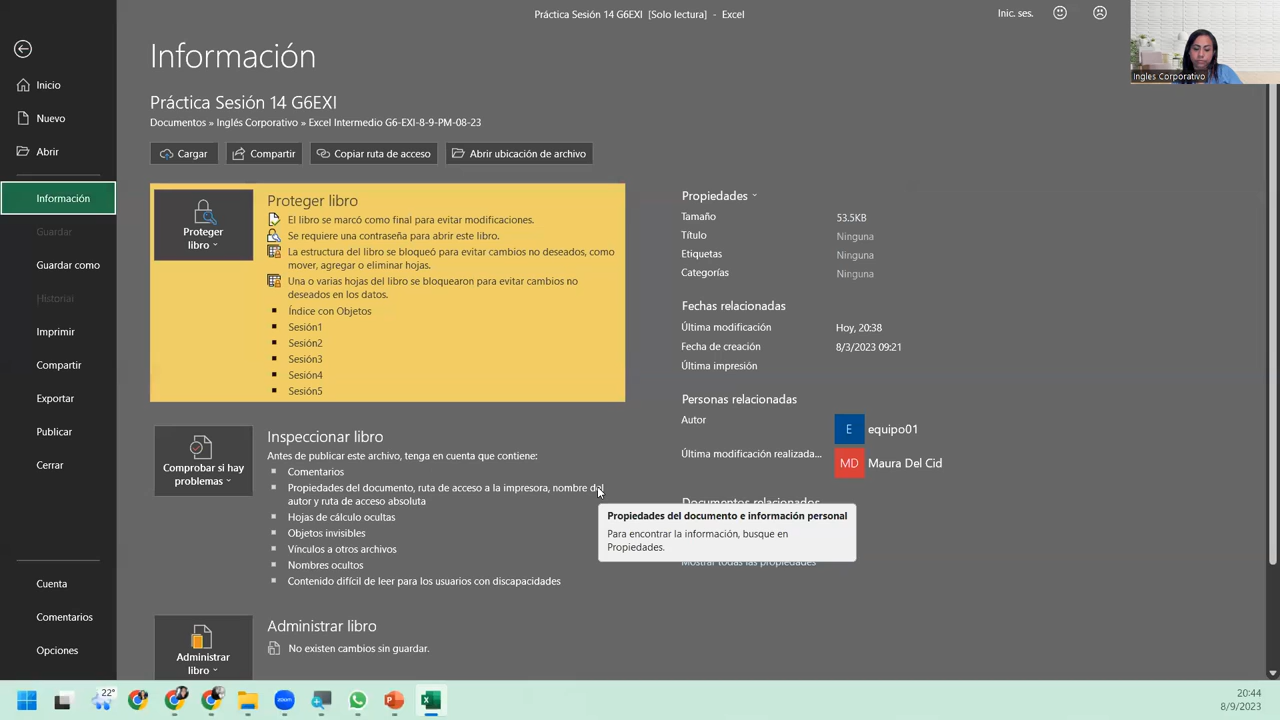 Práctica Sesión 14 G6EXI [Solo lectura] - Excel
Inic. ses.
Ingles Corporativo
Inicio
Nuevo
Abrir
Información
Guardar
Guardar como
Historial
Imprimir
Compartir
Exportar
Publicar
Cerrar
Cuenta
Comentarios
Opciones
Información
Práctica Sesión 14 G6EXI
Documentos » Inglés Corporativo » Excel Intermedio G6-EXI-8-9-PM-08-23
Cargar
Compartir
Copiar ruta de acceso
Abrir ubicación de archivo
Proteger
libro
Proteger libro
El libro se marcó como final para evitar modificaciones.
Se requiere una contraseña para abrir este libro.
La estructura del libro se bloqueó para evitar cambios no deseados, como
mover, agregar o eliminar hojas.
Una o varias hojas del libro se bloquearon para evitar cambios no
deseados en los datos.
Índice con Objetos
Sesión1
Sesión2
Sesión3
Sesión4
Sesión5
Comprobar si hay
problemas
Inspeccionar libro
Antes de publicar este archivo, tenga en cuenta que contiene:
Comentarios
Propiedades del documento, ruta de acceso a la impresora, nombre del
autor y ruta de acceso absoluta
Hojas de cálculo ocultas
Objetos invisibles
Vínculos a otros archivos
Nombres ocultos
Contenido difícil de leer para los usuarios con discapacidades
Administrar
libro
Administrar libro
No existen cambios sin guardar.
Propiedades
Tamaño 53.5KB
Título Ninguna
Etiquetas Ninguna
Categorías Ninguna
Fechas relacionadas
Última modificación Hoy, 20:38
Fecha de creación 8/3/2023 09:21
Última impresión
Personas relacionadas
Autor
E equipo01
Última modificación realizada...
MD Maura Del Cid
Documentos relacionados
Propiedades del documento e información personal
Para encontrar la información, busque en
Propiedades.
Mostrar todas las propiedades
22°
zoom
20:44
8/9/2023